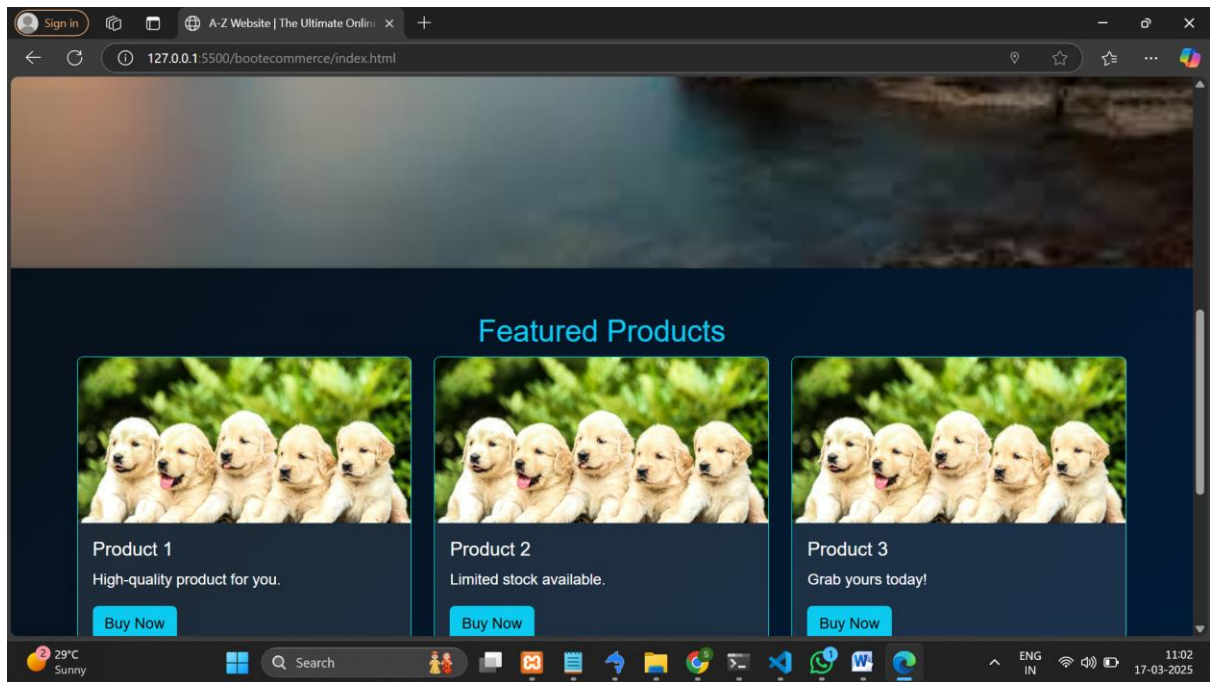 Sign in
A-Z Website | The Ultimate Onlin
127.0.0.1:5500/bootecommerce/index.html
Featured Products
Product 1
High-quality product for you.
Buy Now
Product 2
Limited stock available.
Buy Now
Product 3
Grab yours today!
Buy Now
2
29°C
Sunny
Search
1
ENG
IN
11:02
17-03-2025